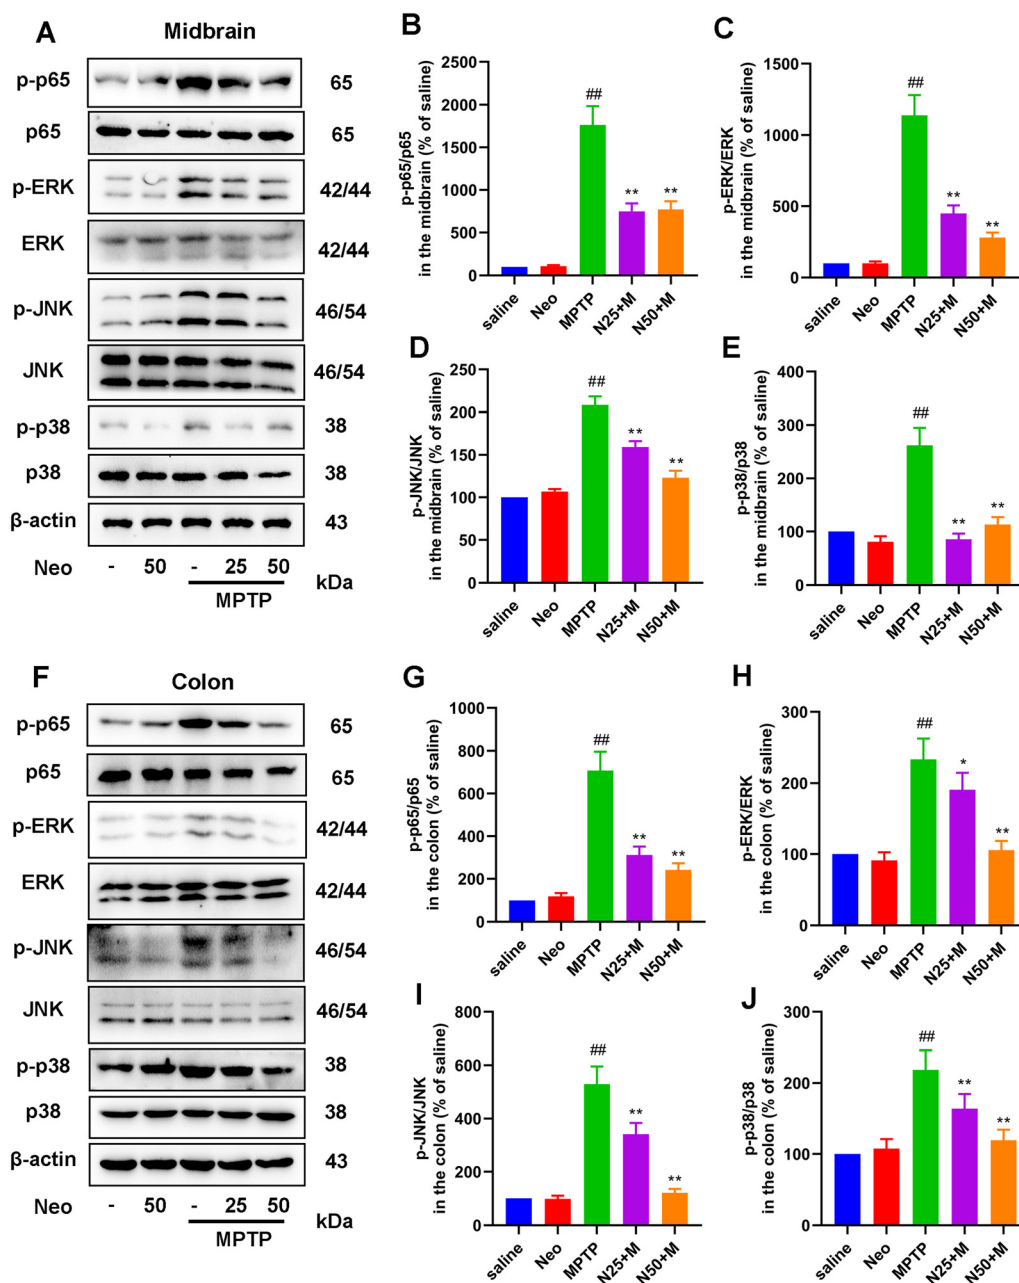 A
Midbrain
p-p65
65
p65
65
p-ERK
42/44
ERK
42/44
p-JNK
46/54
JNK
46/54
p-p38
38
p38
38
β-actin
43
Neo - 50 - 25 50 kDa
MPTP
B
p-p65/p65
in the midbrain (% of saline)
2500
2000
1500
1000
500
0
##
**
**
saline Neo MPTP N25+M N50+M
C
p-ERK/ERK
in the midbrain (% of saline)
1500
1000
500
0
##
**
**
saline Neo MPTP N25+M N50+M
D
p-JNK/JNK
in the midbrain (% of saline)
250
200
150
100
50
0
##
**
**
saline Neo MPTP N25+M N50+M
E
p-p38/p38
in the midbrain (% of saline)
400
300
200
100
0
##
**
**
saline Neo MPTP N25+M N50+M
F
Colon
p-p65
65
p65
65
p-ERK
42/44
ERK
42/44
p-JNK
46/54
JNK
46/54
p-p38
38
p38
38
β-actin
43
Neo - 50 - 25 50 kDa
MPTP
G
p-p65/p65
in the colon (% of saline)
1000
800
600
400
200
0
##
**
**
saline Neo MPTP N25+M N50+M
H
p-ERK/ERK
in the colon (% of saline)
300
200
100
0
##
*
**
saline Neo MPTP N25+M N50+M
I
p-JNK/JNK
in the colon (% of saline)
800
600
400
200
0
##
**
**
saline Neo MPTP N25+M N50+M
J
p-p38/p38
in the colon (% of saline)
300
200
100
0
##
**
**
saline Neo MPTP N25+M N50+M